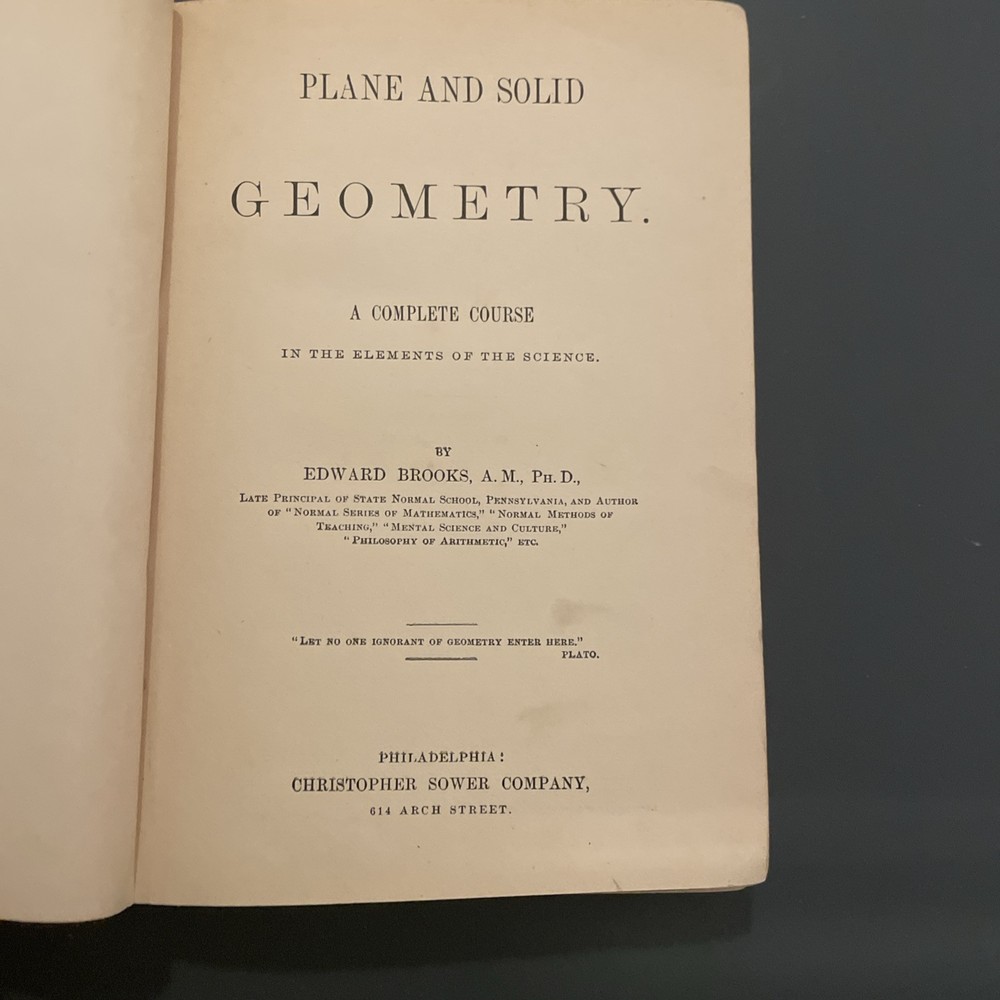 PLANE AND SOLID
GEOMETRY.
A COMPLETE COURSE
IN THE ELEMENTS OF THE SCIENCE.
BY
EDWARD BROOKS, A. M., PH. D.,
LATE PRINCIPAL OF STATE NORMAL SCHOOL, PENNSYLVANIA, AND AUTHOR
OF "NORMAL SERIES OF MATHEMATICS," "NORMAL METHODS OF
TEACHING," "MENTAL SCIENCE AND CULTURE,"
"PHILOSOPHY OF ARITHMETIC," ETC.
"LET NO ONE IGNORANT OF GEOMETRY ENTER HERE."
PLATO.
PHILADELPHIA:
CHRISTOPHER SOWER COMPANY,
614 ARCH STREET.